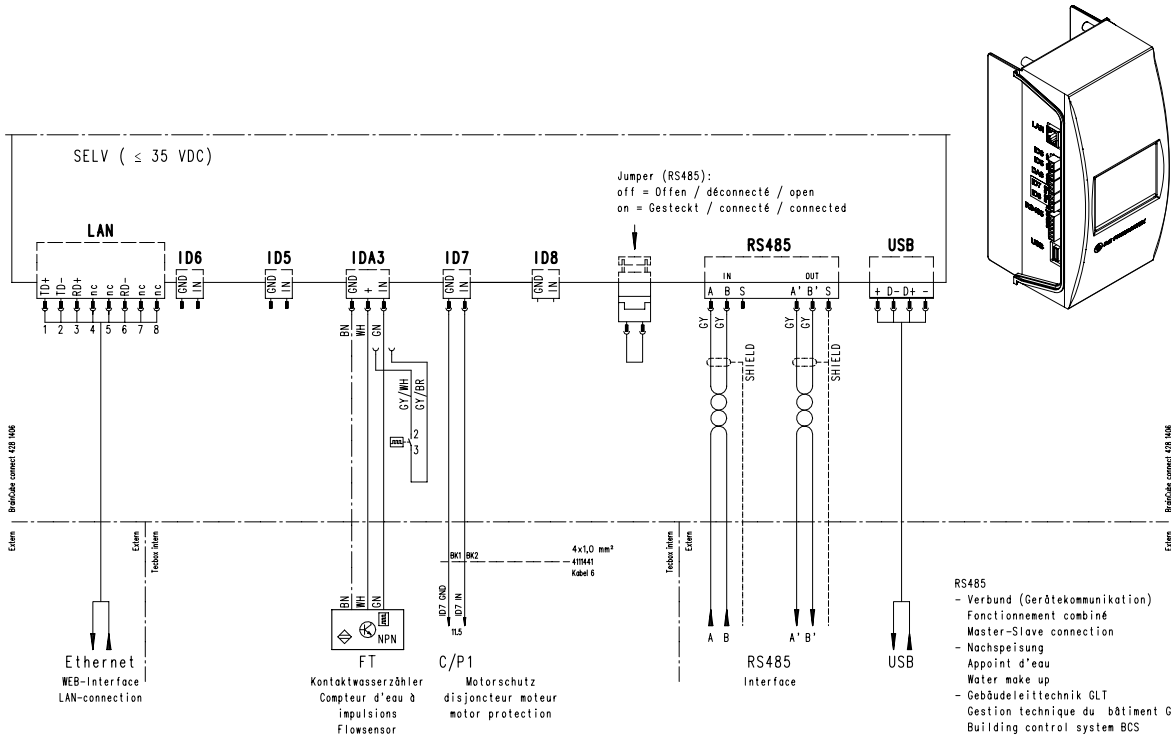 SELV ( ≤ 35 VDC)
Jumper (RS485):
off = Offen / déconnecté / open
on = Gesteckt / connecté / connected
LAN
ID6
ID5
IDA3
ID7
ID8
RS485
USB
TD+
TD-
RD+
nc
nc
RD-
nc
nc
GND
IN
GND
IN
GND
+
IN
GND
IN
GND
IN
IN
OUT
A B S
A' B' S
+ D- D+ -
1 2 3 4 5 6 7 8
BN
WH
GN
GY/WH
GY/BR
2
3
GY
GY
SHIELD
GY
GY
SHIELD
BrainCube connect 428 1406
BrainCube connect 428 1406
Extern
Extern
Tecbox intern
Tecbox intern
Extern
Extern
BK1
BK2
4x1,0 mm²
4111441
Kabel 6
BN
WH
GN
NPN
ID7 GND
ID7 IN
11.5
A B
A' B'
Ethernet
WEB-Interface
LAN-connection
FT
Kontaktwasserzähler
Compteur d'eau à
impulsions
Flowsensor
C/P1
Motorschutz
disjoncteur moteur
motor protection
RS485
Interface
USB
RS485
- Verbund (Gerätekommunikation)
Fonctionnement combiné
Master-Slave connection
- Nachspeisung
Appoint d'eau
Water make up
- Gebäudeleittechnik GLT
Gestion technique du bâtiment G
Building control system BCS
LAN
ID7
ID8
RS485
USB